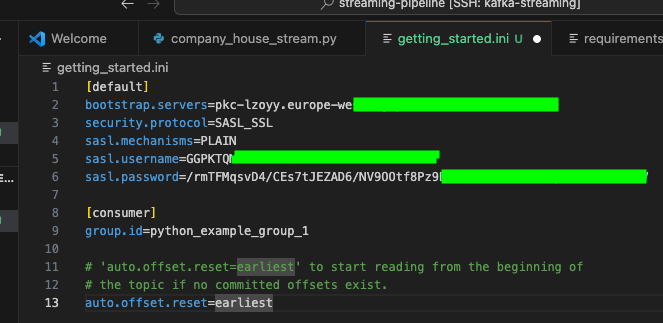 streaming-pipeline [SSH: kafka-streaming]
Welcome
company_house_stream.py
getting_started.ini U
requirements
getting_started.ini
1 [default]
2 bootstrap.servers=pkc-lzoyy.europe-we
3 security.protocol=SASL_SSL
4 sasl.mechanisms=PLAIN
5 sasl.username=GGPKTQ
6 sasl.password=/rmTFMqsvD4/CEs7tJEZAD6/NV9OOtf8Pz9
7
8 [consumer]
9 group.id=python_example_group_1
10
11 # 'auto.offset.reset=earliest' to start reading from the beginning of
12 # the topic if no committed offsets exist.
13 auto.offset.reset=earliest